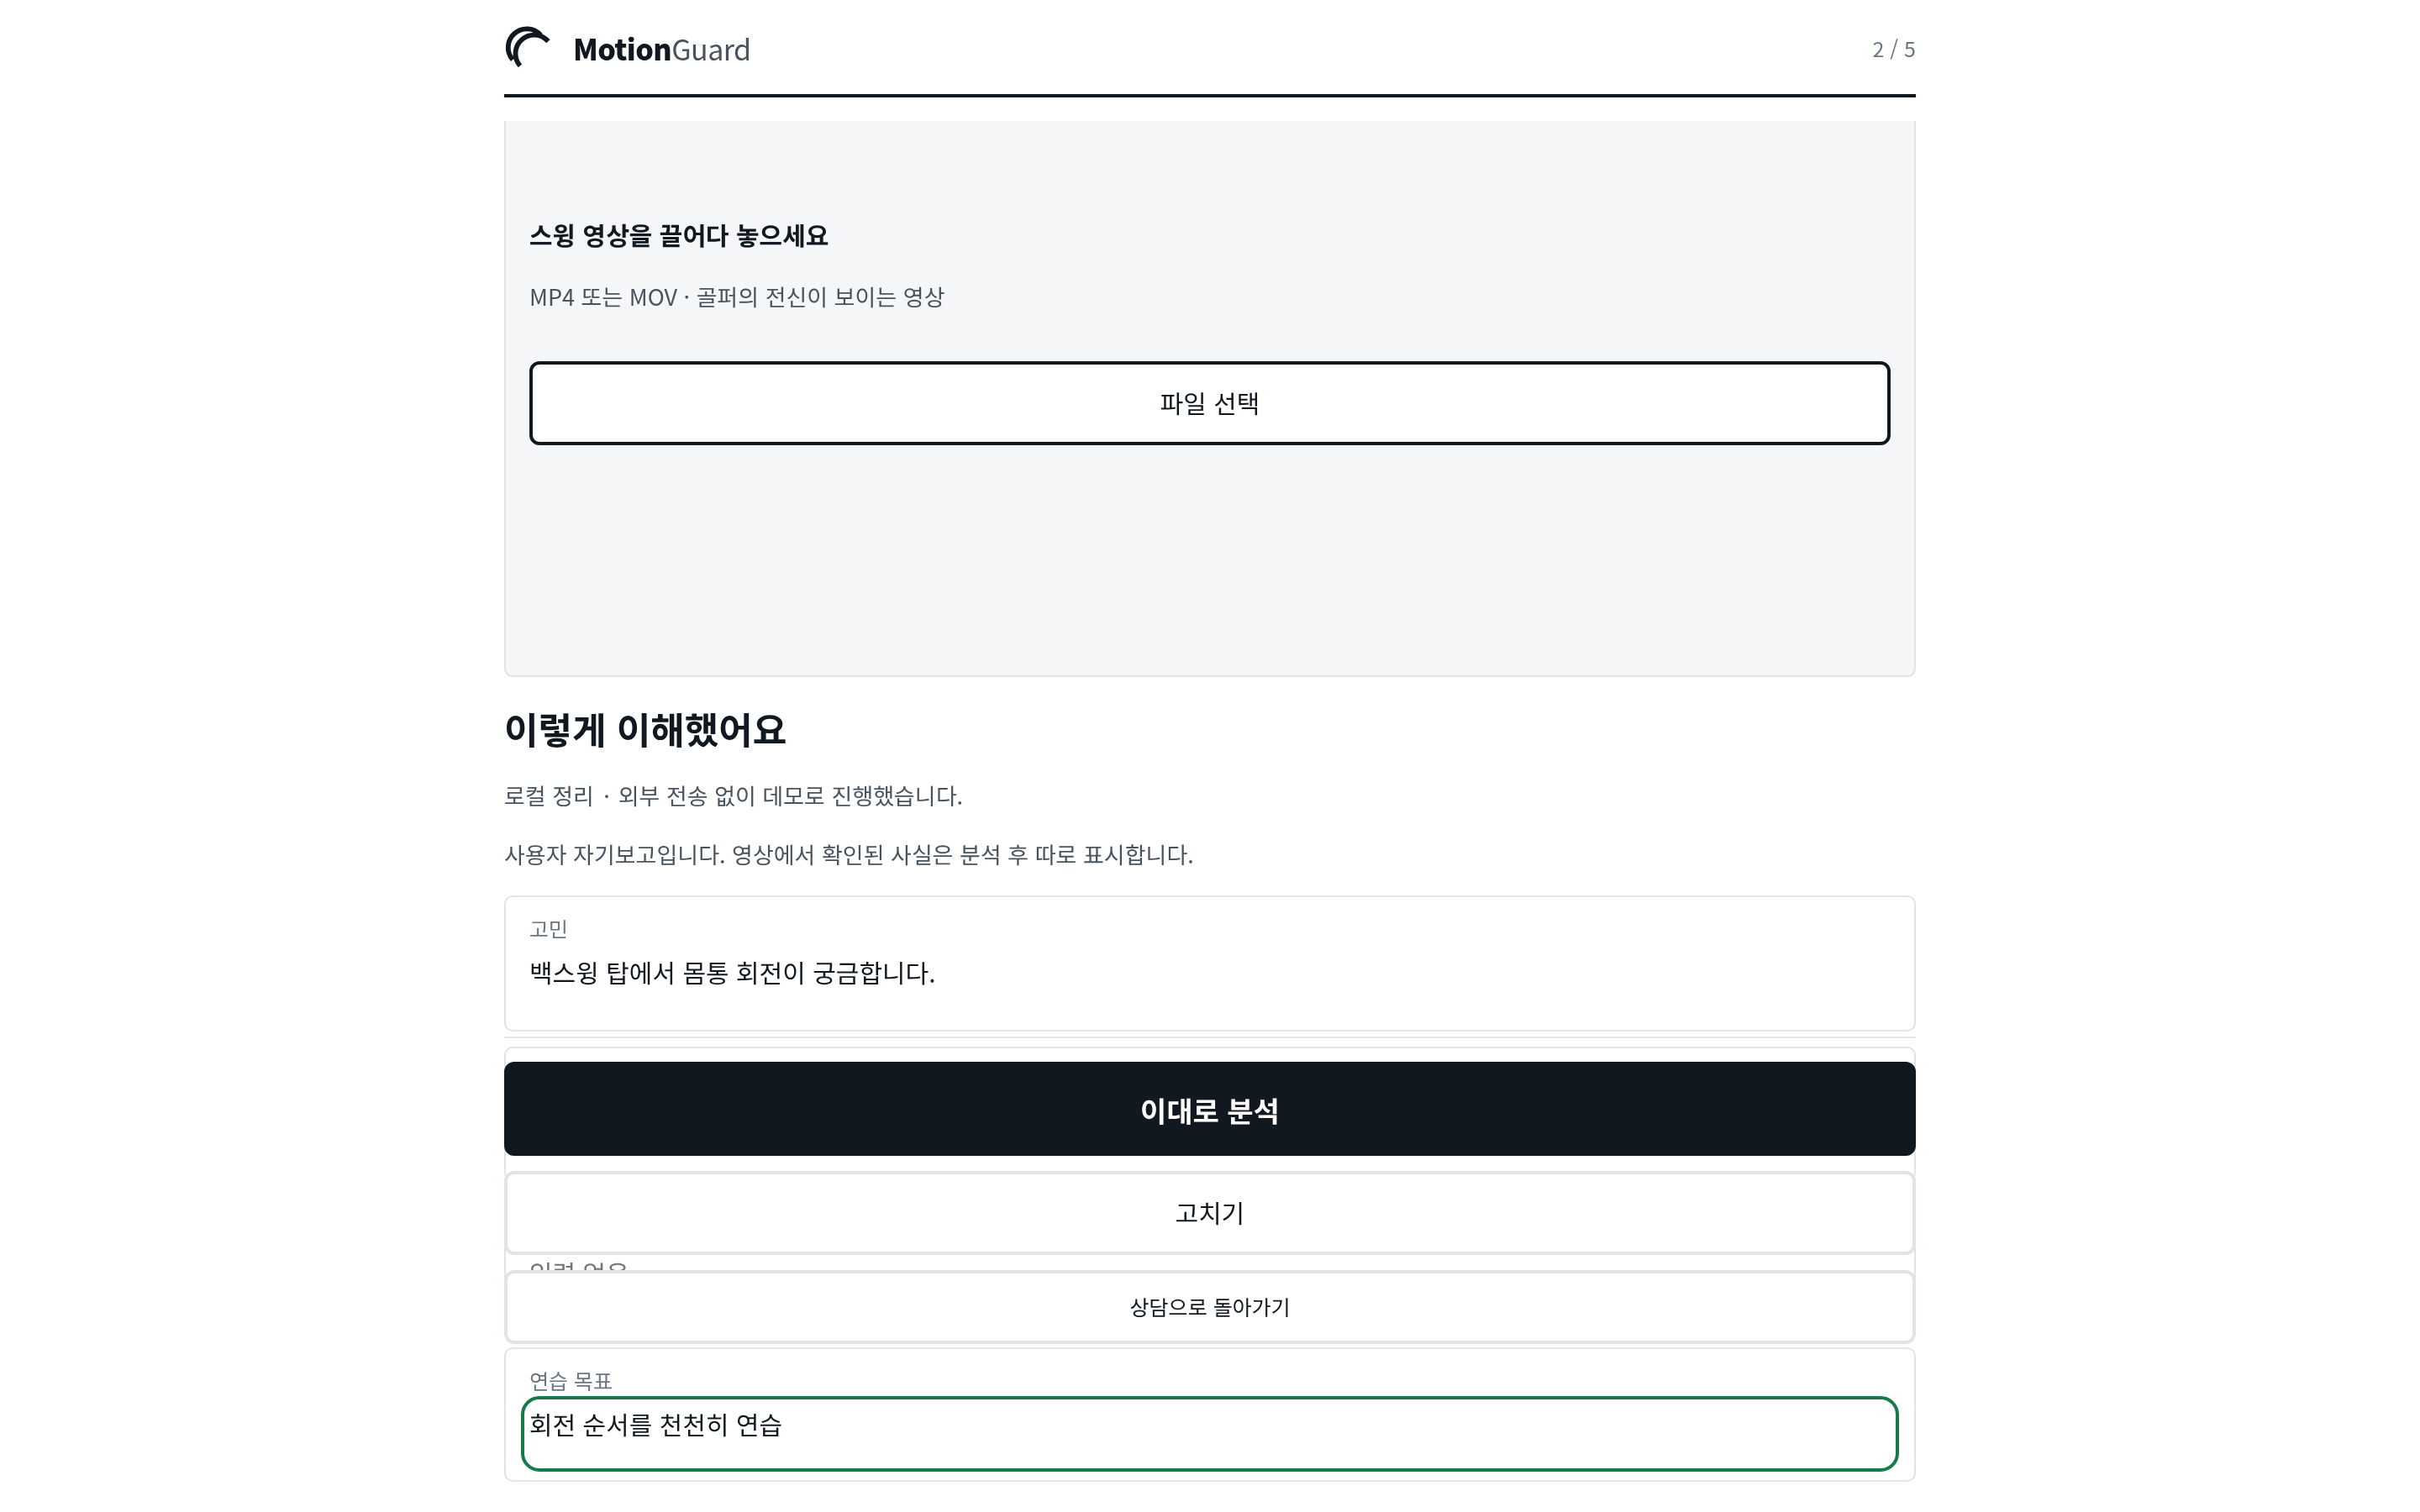 MotionGuard
2 / 5
스윙 영상을 끌어다 놓으세요
MP4 또는 MOV · 골퍼의 전신이 보이는 영상
파일 선택
이렇게 이해했어요
로컬 정리 · 외부 전송 없이 데모로 진행했습니다.
사용자 자기보고입니다. 영상에서 확인된 사실은 분석 후 따로 표시합니다.
고민
백스윙 탑에서 몸통 회전이 궁금합니다.
이대로 분석
고치기
상담으로 돌아가기
연습 목표
회전 순서를 천천히 연습